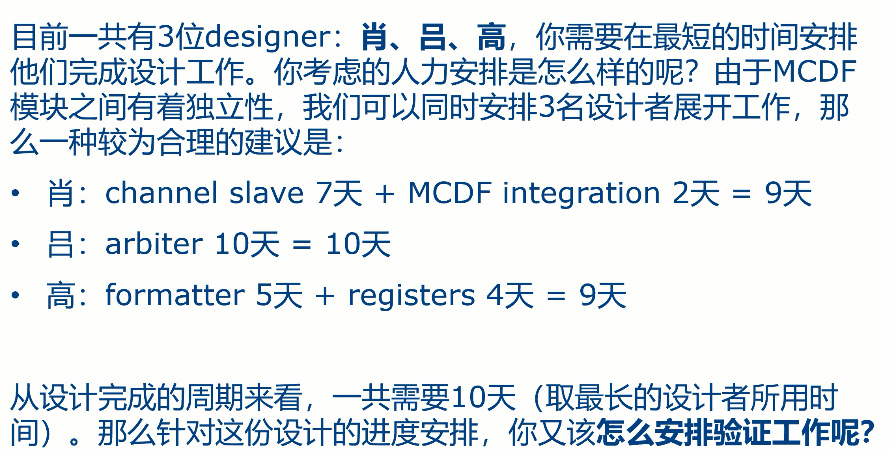 目前一共有3位designer：肖、吕、高，你需要在最短的时间安排
他们完成设计工作。你考虑的人力安排是怎么样的呢？由于MCDF
模块之间有着独立性，我们可以同时安排3名设计者展开工作，那
么一种较为合理的建议是：
• 肖：channel slave 7天 + MCDF integration 2天 = 9天
• 吕：arbiter 10天 = 10天
• 高：formatter 5天 + registers 4天 = 9天
从设计完成的周期来看，一共需要10天（取最长的设计者所用时
间）。那么针对这份设计的进度安排，你又该怎么安排验证工作呢？